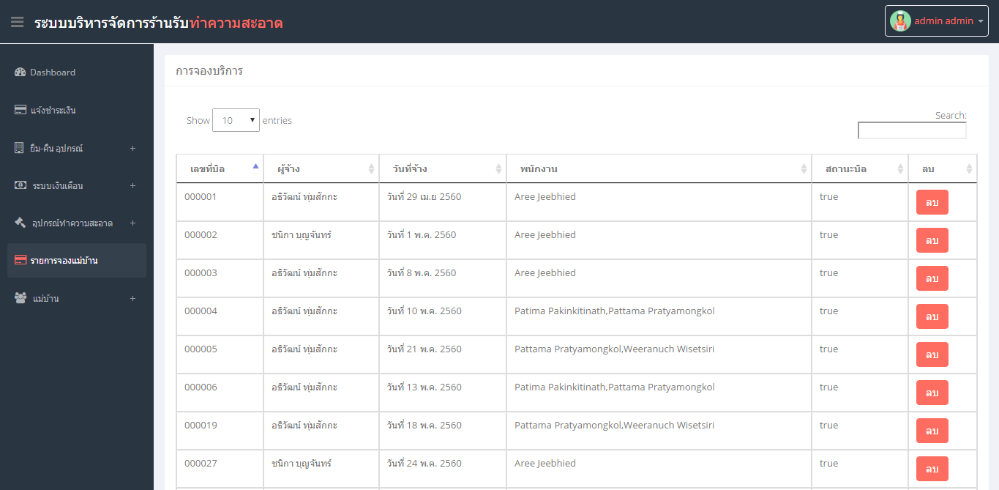 ระบบบริหารจัดการร้านรับทำความสะอาด
admin admin
Dashboard
แจ้งชำระเงิน
ยืม-คืน อุปกรณ์ +
ระบบเงินเดือน +
อุปกรณ์ทำความสะอาด +
รายการจองแม่บ้าน
แม่บ้าน +
การจองบริการ
Show 10 entries
Search:
เลขที่บิล ผู้จ้าง วันที่จ้าง พนักงาน สถานะบิล ลบ
000001 อธิวัฒน์ ทุ่มสักกะ วันที่ 29 เม.ย 2560 Aree Jeebhied true ลบ
000002 ชนิกา บุญจันทร์ วันที่ 1 พ.ค. 2560 Aree Jeebhied true ลบ
000003 อธิวัฒน์ ทุ่มสักกะ วันที่ 8 พ.ค. 2560 Aree Jeebhied true ลบ
000004 อธิวัฒน์ ทุ่มสักกะ วันที่ 10 พ.ค. 2560 Patima Pakinkitinath,Pattama Pratyamongkol true ลบ
000005 อธิวัฒน์ ทุ่มสักกะ วันที่ 21 พ.ค. 2560 Pattama Pratyamongkol,Weeranuch Wisetsiri true ลบ
000006 อธิวัฒน์ ทุ่มสักกะ วันที่ 13 พ.ค. 2560 Patima Pakinkitinath,Pattama Pratyamongkol true ลบ
000019 อธิวัฒน์ ทุ่มสักกะ วันที่ 18 พ.ค. 2560 Pattama Pratyamongkol,Weeranuch Wisetsiri true ลบ
000027 ชนิกา บุญจันทร์ วันที่ 24 พ.ค. 2560 Aree Jeebhied true ลบ